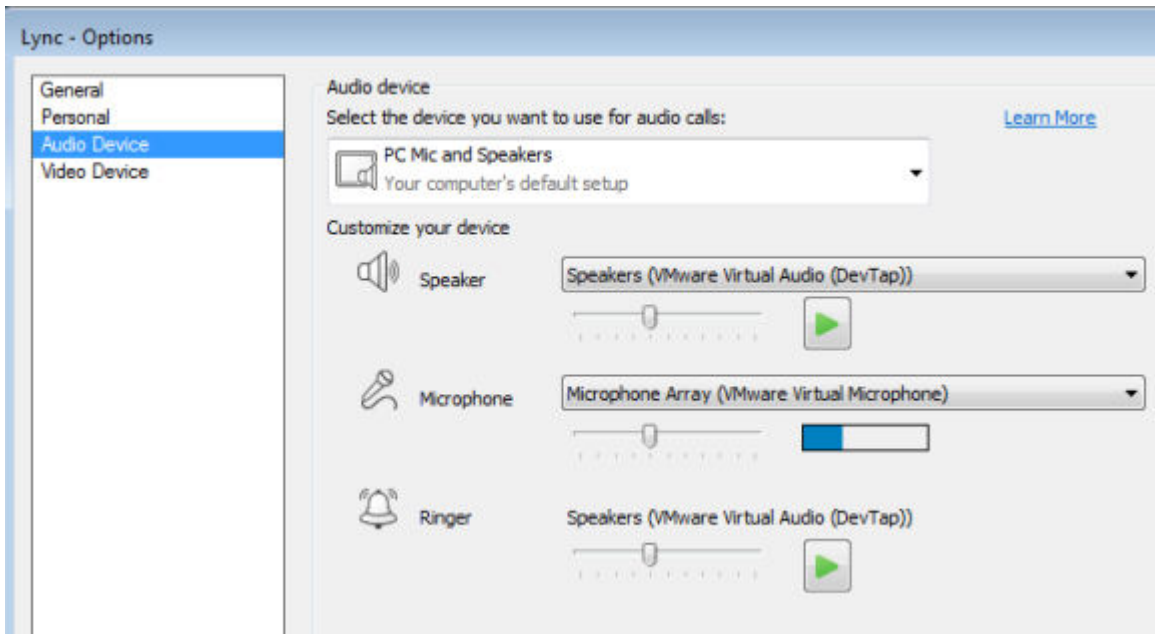 Lync - Options
General
Personal
Audio Device
Video Device
Audio device
Select the device you want to use for audio calls:
Learn More
PC Mic and Speakers
Your computer's default setup
Customize your device
Speaker
Speakers (VMware Virtual Audio (DevTap))
Microphone
Microphone Array (VMware Virtual Microphone)
Ringer
Speakers (VMware Virtual Audio (DevTap))